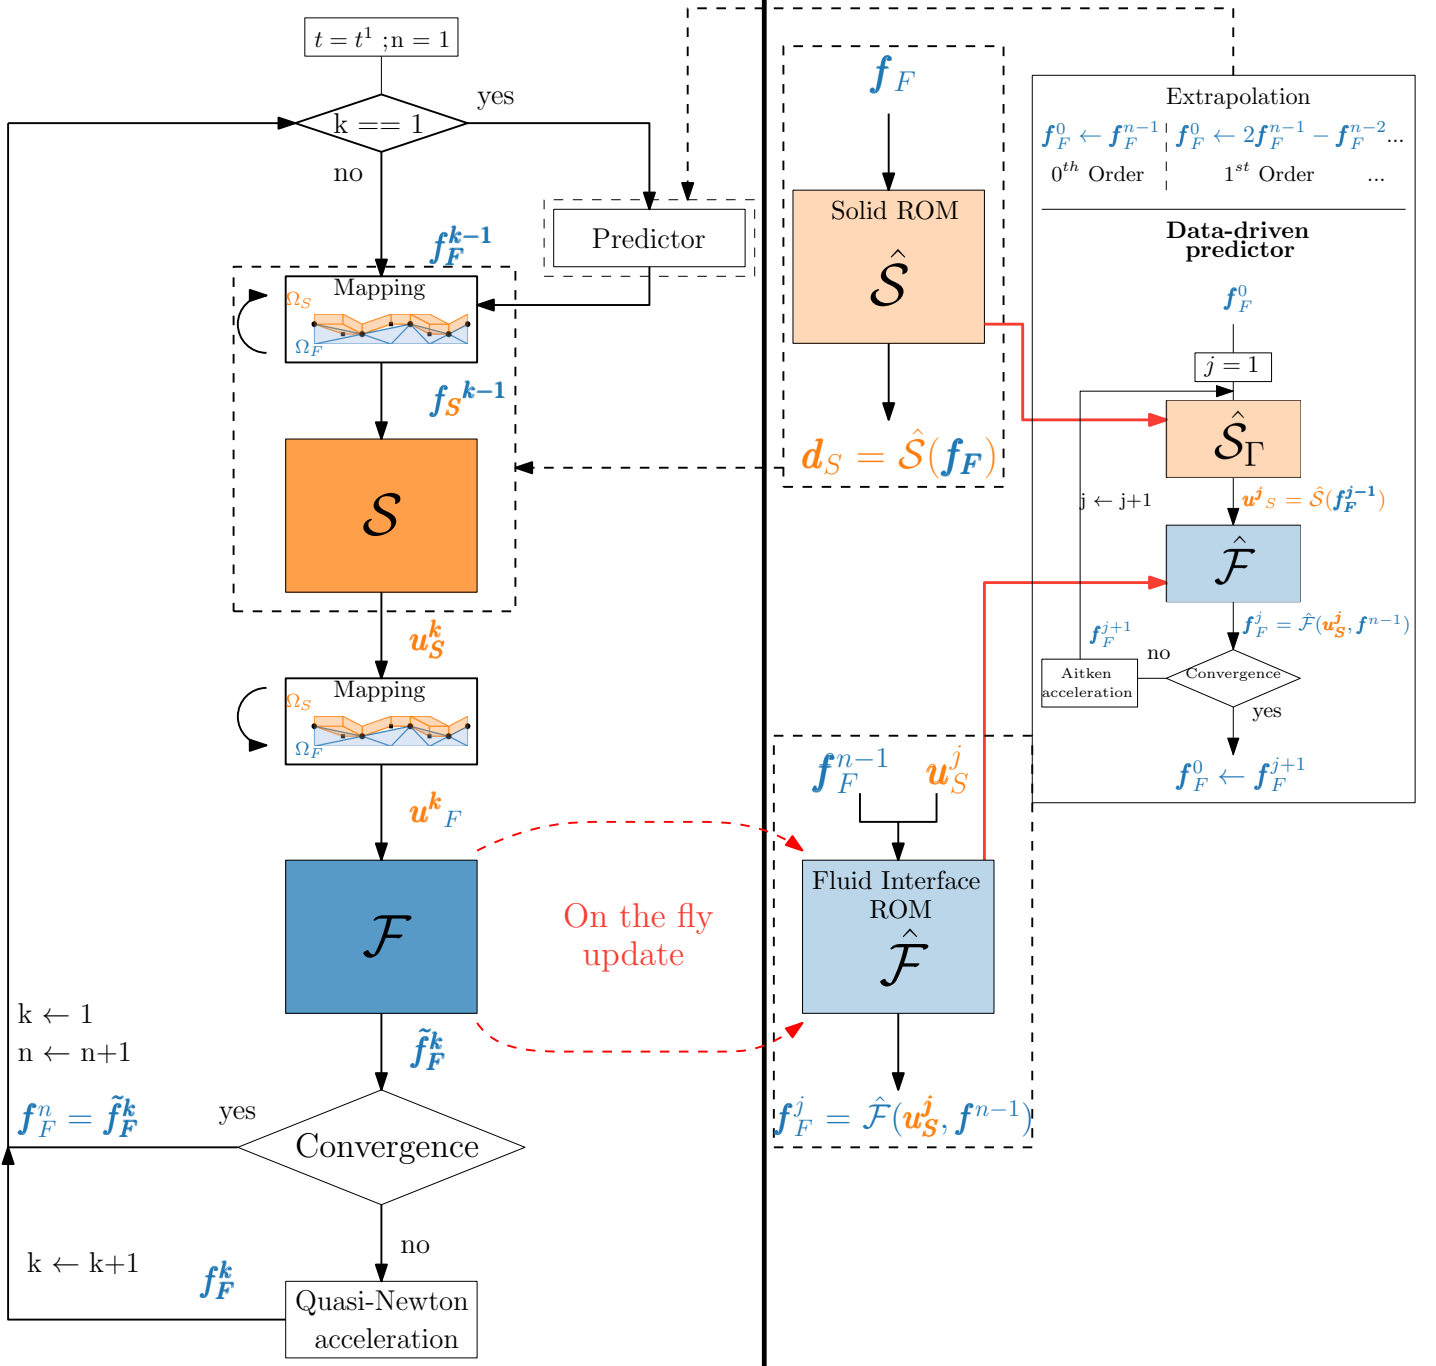 t = t¹ ; n = 1
k == 1
yes
no
Predictor
f_F^{k−1}
Mapping
Ω_S
Ω_F
f_S^{k−1}
𝒮
u_S^k
Mapping
Ω_S
Ω_F
u^k_F
ℱ
On the fly
update
f̃_F^k
k ← 1
n ← n+1
f_F^n = f̃_F^k
yes
Convergence
no
k ← k+1
f_F^k
Quasi-Newton
acceleration
f_F
Solid ROM
𝒮̂
d_S = 𝒮̂(f_F)
f_F^{n−1}
u_S^j
Fluid Interface
ROM
ℱ̂
f_F^j = ℱ̂(u_S^j, f^{n−1})
Extrapolation
f_F^0 ← f_F^{n−1} f_F^0 ← 2f_F^{n−1} − f_F^{n−2}...
0^{th} Order 1^{st} Order ...
Data-driven
predictor
f_F^0
j = 1
𝒮̂_Γ
j ← j+1
u^j_S = 𝒮̂(f_F^{j−1})
ℱ̂
f_F^j = ℱ̂(u_S^j, f^{n−1})
f_F^{j+1}
no
Convergence
Aitken
acceleration
yes
f_F^0 ← f_F^{j+1}